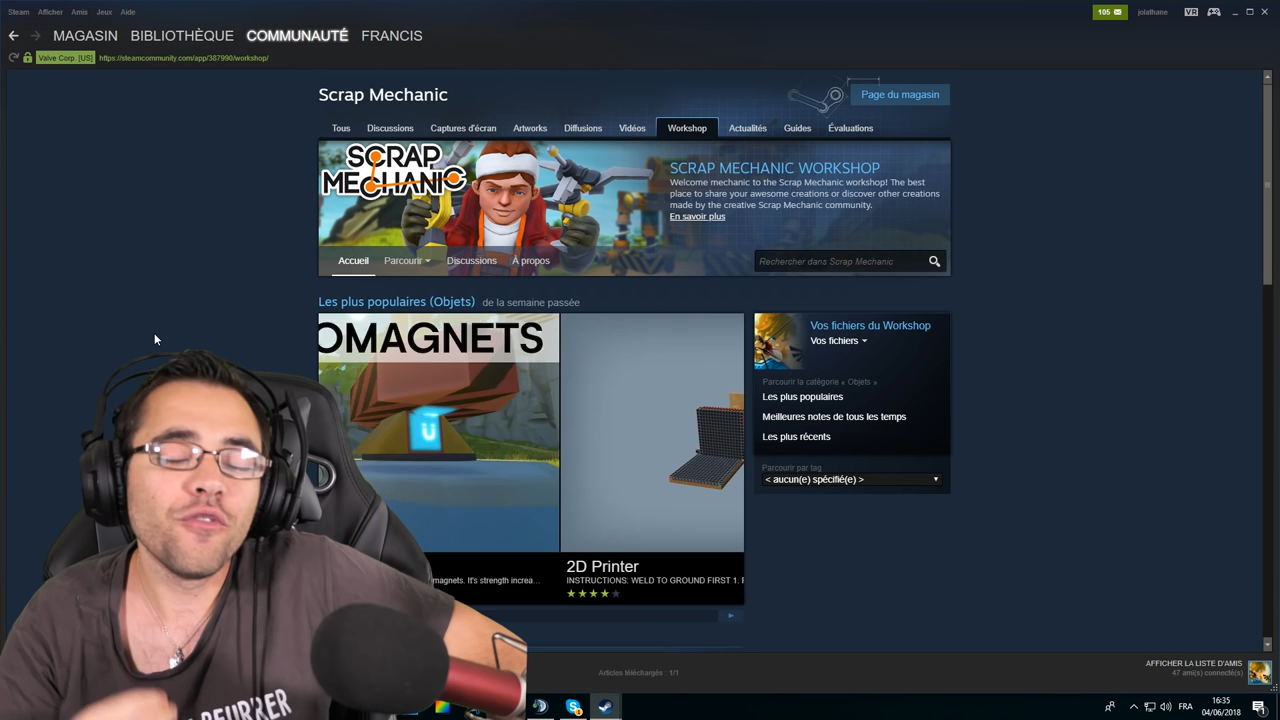 Steam Afficher Amis Jeux Aide
105 jolathane VR
MAGASIN BIBLIOTHÈQUE COMMUNAUTÉ FRANCIS
Valve Corp. [US] https://steamcommunity.com/app/387990/workshop/
Scrap Mechanic
Page du magasin
Tous Discussions Captures d'écran Artworks Diffusions Vidéos Workshop Actualités Guides Évaluations
SCRAP
MECHANIC
SCRAP MECHANIC WORKSHOP
Welcome mechanic to the Scrap Mechanic workshop! The best
place to share your awesome creations or discover other creations
made by the creative Scrap Mechanic community.
En savoir plus
Accueil Parcourir Discussions À propos
Rechercher dans Scrap Mechanic
Les plus populaires (Objets) de la semaine passée
OMAGNETS
Vos fichiers du Workshop
Vos fichiers
Parcourir la catégorie « Objets »
Les plus populaires
Meilleures notes de tous les temps
Les plus récents
Parcourir par tag
< aucun(e) spécifié(e) >
2D Printer
magnets. It's strength increa...
INSTRUCTIONS: WELD TO GROUND FIRST 1.
Articles téléchargés : 1/1
AFFICHER LA LISTE D'AMIS
47 ami(s) connecté(s)
FRA
16:35
04/06/2018